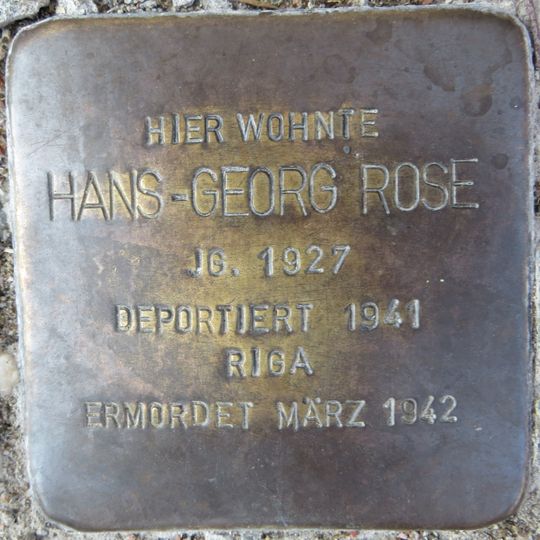 HIER WOHNTE
HANS-GEORG ROSE
JG. 1927
DEPORTIERT 1941
RIGA
ERMORDET MÄRZ 1942